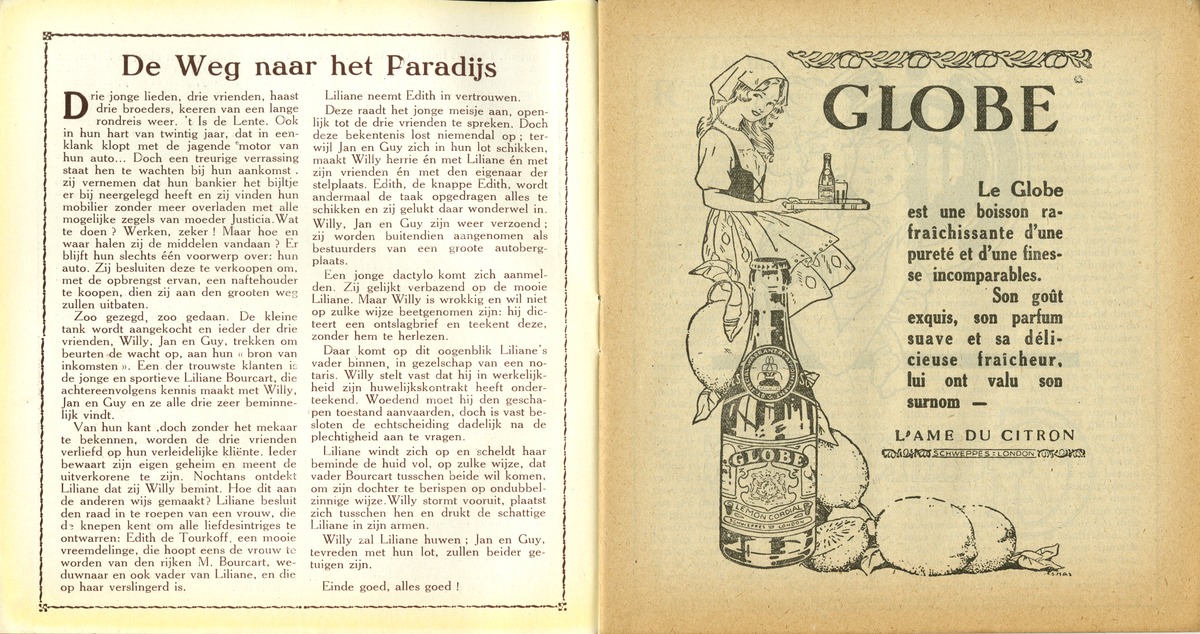 De Weg naar het Paradijs
Drie jonge lieden, drie vrienden, haast
drie broeders, keeren van een lange
rondreis weer. 't Is de Lente. Ook
in hun hart van twintig jaar, dat in een-
klank klopt met de jagende motor van
hun auto... Doch een treurige verrassing
staat hen te wachten bij hun aankomst.
zij vernemen dat hun bankier het bijltje
er bij neergelegd heeft en zij vinden hun
mobilier zonder meer overladen met alle
mogelijke zegels van moeder Justicia. Wat
te doen ? Werken, zeker ! Maar hoe en
waar halen zij de middelen vandaan ? Er
blijft hun slechts één voorwerp over: hun
auto. Zij besluiten deze te verkoopen om,
met de opbrengst ervan, een naftehouder
te koopen, dien zij aan den grooten weg
zullen uitbaten.
Zoo gezegd, zoo gedaan. De kleine
tank wordt aangekocht en ieder der drie
vrienden, Willy, Jan en Guy, trekken om
beurten de wacht op, aan hun « bron van
inkomsten ». Een der trouwste klanten is
de jonge en sportieve Liliane Bourcart, die
achtereenvolgens kennis maakt met Willy,
Jan en Guy en ze alle drie zeer beminne-
lijk vindt.
Van hun kant ,doch zonder het mekaar
te bekennen, worden de drie vrienden
verliefd op hun verleidelijke kliënte. Ieder
bewaart zijn eigen geheim en meent de
uitverkorene te zijn. Nochtans ontdekt
Liliane dat zij Willy bemint. Hoe dit aan
de anderen wijs gemaakt? Liliane besluit
den raad in te roepen van een vrouw, die
de knepen kent om alle liefdesintriges te
ontwarren: Edith de Tourkoff, een mooie
vreemdelinge, die hoopt eens de vrouw te
worden van den rijken M. Bourcart, we-
duwnaar en ook vader van Liliane, en die
op haar verslingerd is.
Liliane neemt Edith in vertrouwen.
Deze raadt het jonge meisje aan, open-
lijk tot de drie vrienden te spreken. Doch
deze bekentenis lost niemendal op ; ter-
wijl Jan en Guy zich in hun lot schikken,
maakt Willy herrie én met Liliane én met
zijn vrienden én met den eigenaar der
stelplaats. Edith, de knappe Edith, wordt
andermaal de taak opgedragen alles te
schikken en zij gelukt daar wonderwel in.
Willy, Jan en Guy zijn weer verzoend ;
zij worden buitendien aangenomen als
bestuurders van een groote autoberg-
plaats.
Een jonge dactylo komt zich aanmel-
den. Zij gelijkt verbazend op de mooie
Liliane. Maar Willy is wrokkig en wil niet
op zulke wijze beetgenomen zijn: hij dic-
teert een ontslagbrief en teekent deze,
zonder hem te herlezen.
Daar komt op dit oogenblik Liliane's
vader binnen, in gezelschap van een no-
taris. Willy stelt vast dat hij in werkelijk-
heid zijn huwelijkskontrakt heeft onder-
teekend. Woedend moet hij den gescha-
pen toestand aanvaarden, doch is vast be-
sloten de echtscheiding dadelijk na de
plechtigheid aan te vragen.
Liliane windt zich op en scheldt haar
beminde de huid vol, op zulke wijze, dat
vader Bourcart tusschen beide wil komen,
om zijn dochter te berispen op ondubbel-
zinnige wijze. Willy stormt vooruit, plaatst
zich tusschen hen en drukt de schattige
Liliane in zijn armen.
Willy zal Liliane huwen ; Jan en Guy,
tevreden met hun lot, zullen beider ge-
tuigen zijn.
Einde goed, alles goed !
GLOBE
Le Globe
est une boisson ra-
fraîchissante d'une
pureté et d'une fines-
se incomparables.
Son goût
exquis, son parfum
suave et sa déli-
cieuse fraîcheur,
lui ont valu son
surnom —
L'AME DU CITRON
SCHWEPPES=LONDON
GLOBE
LEMON CORDIAL
SCHWEPPES OF LONDON